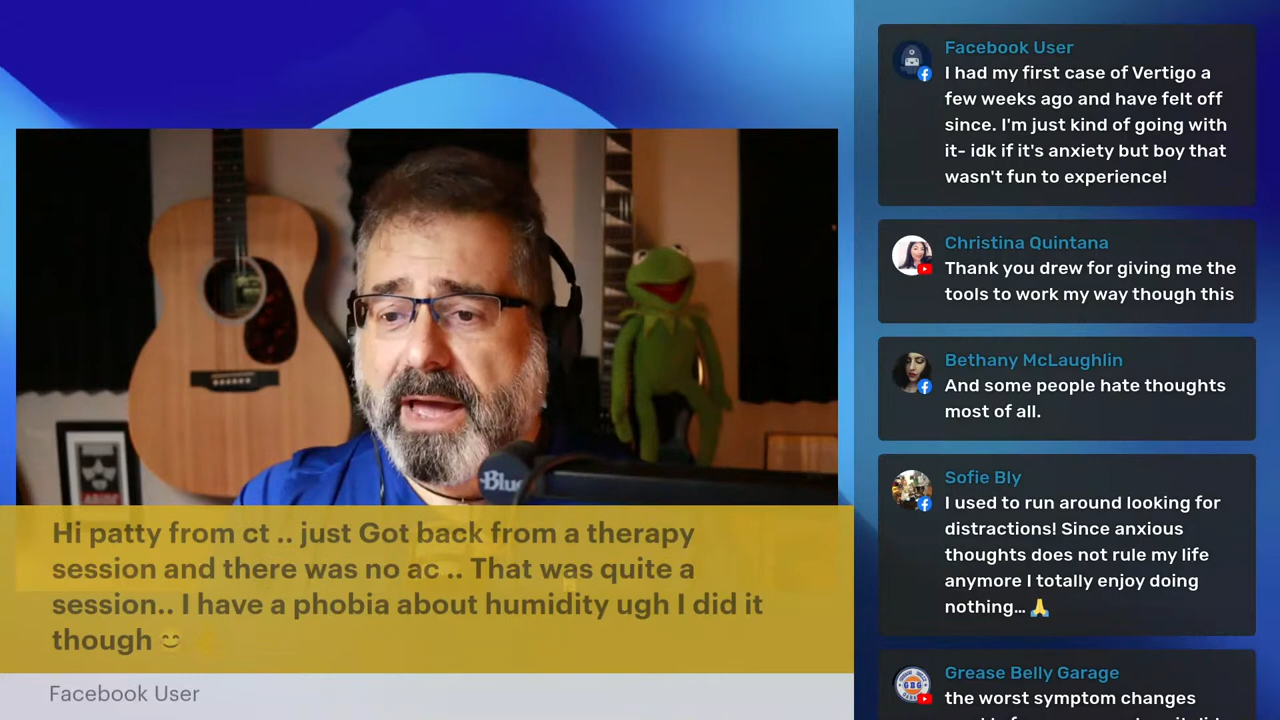 Facebook User
I had my first case of Vertigo a
few weeks ago and have felt off
since. I'm just kind of going with
it- idk if it's anxiety but boy that
wasn't fun to experience!
Christina Quintana
Thank you drew for giving me the
tools to work my way though this
Bethany McLaughlin
And some people hate thoughts
most of all.
Sofie Bly
I used to run around looking for
distractions! Since anxious
thoughts does not rule my life
anymore I totally enjoy doing
nothing... 🙏
Grease Belly Garage
the worst symptom changes
Blue
Hi patty from ct .. just Got back from a therapy
session and there was no ac .. That was quite a
session.. I have a phobia about humidity ugh I did it
though 😊
Facebook User
GBG